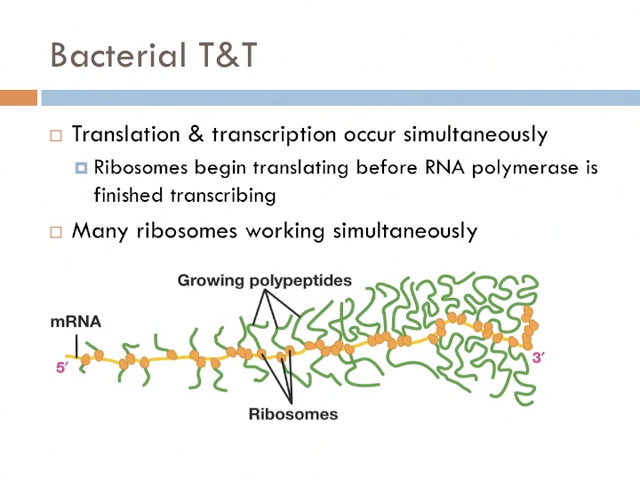 Bacterial T&T
Translation & transcription occur simultaneously
Ribosomes begin translating before RNA polymerase is
finished transcribing
Many ribosomes working simultaneously
Growing polypeptides
mRNA
5′
3′
Ribosomes